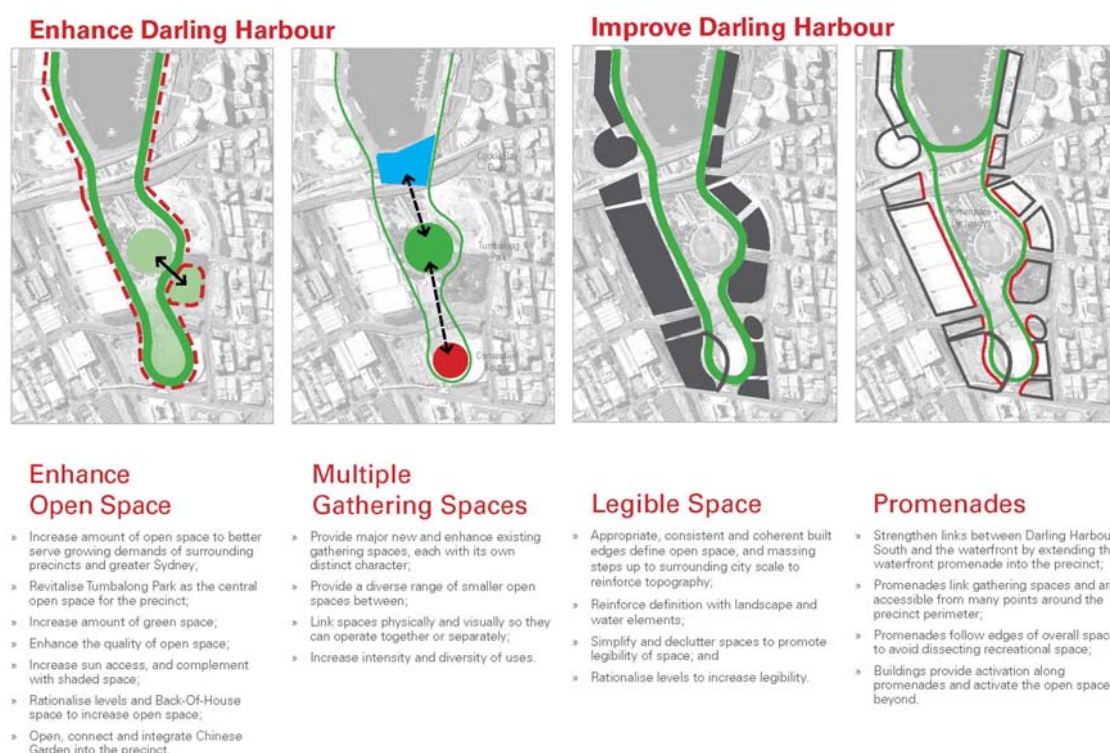 Enhance Darling Harbour
Improve Darling Harbour
Tumbalong
Enhance
Open Space
» Increase amount of open space to better
serve growing demands of surrounding
precincts and greater Sydney;
» Revitalise Tumbalong Park as the central
open space for the precinct;
» Increase amount of green space;
» Enhance the quality of open space;
» Increase sun access, and complement
with shaded space;
» Rationalise levels and Back-Of-House
space to increase open space;
» Open, connect and integrate Chinese
Garden into the precinct.
Multiple
Gathering Spaces
» Provide major new and enhance existing
gathering spaces, each with its own
distinct character;
» Provide a diverse range of smaller open
spaces between;
» Link spaces physically and visually so they
can operate together or separately;
» Increase intensity and diversity of uses.
Legible Space
» Appropriate, consistent and coherent built
edges define open space, and massing
steps up to surrounding city scale to
reinforce topography;
» Reinforce definition with landscape and
water elements;
» Simplify and declutter spaces to promote
legibility of space; and
» Rationalise levels to increase legibility.
Promenades
» Strengthen links between Darling Harbou
South and the waterfront by extending th
waterfront promenade into the precinct;
» Promenades link gathering spaces and ar
accessible from many points around the
precinct perimeter;
» Promenades follow edges of overall spac
to avoid dissecting recreational space;
» Buildings provide activation along
promenades and activate the open space
beyond.